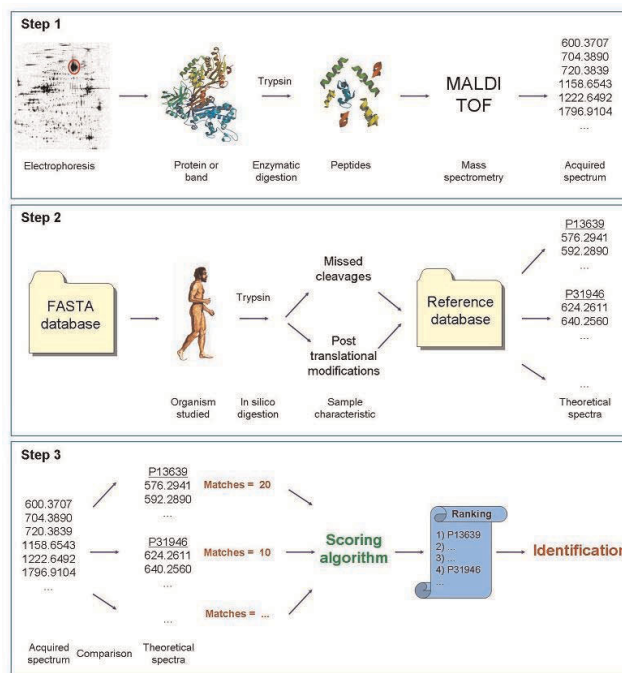 Step 1
600.3707
704.3890
720.3839
1158.6543
1222.6492
1796.9104
...
Trypsin
MALDI
TOF
Electrophoresis
Protein or
band
Enzymatic
digestion
Peptides
Mass
spectrometry
Acquired
spectrum
Step 2
P13639
576.2941
592.2890
...
FASTA
database
Trypsin
Missed
cleavages
Post
translational
modifications
Reference
database
P31946
624.2611
640.2560
...
...
Organism
studied
In silico
digestion
Sample
characteristic
Theoretical
spectra
Step 3
600.3707
704.3890
720.3839
1158.6543
1222.6492
1796.9104
...
P13639
576.2941
592.2890
...
Matches = 20
P31946
624.2611
640.2560
...
Matches = 10
...
Matches = ...
Scoring
algorithm
Ranking
1) P13639
2) ...
3) ...
4) P31946
...
Identification
Acquired
spectrum
Comparison
Theoretical
spectra